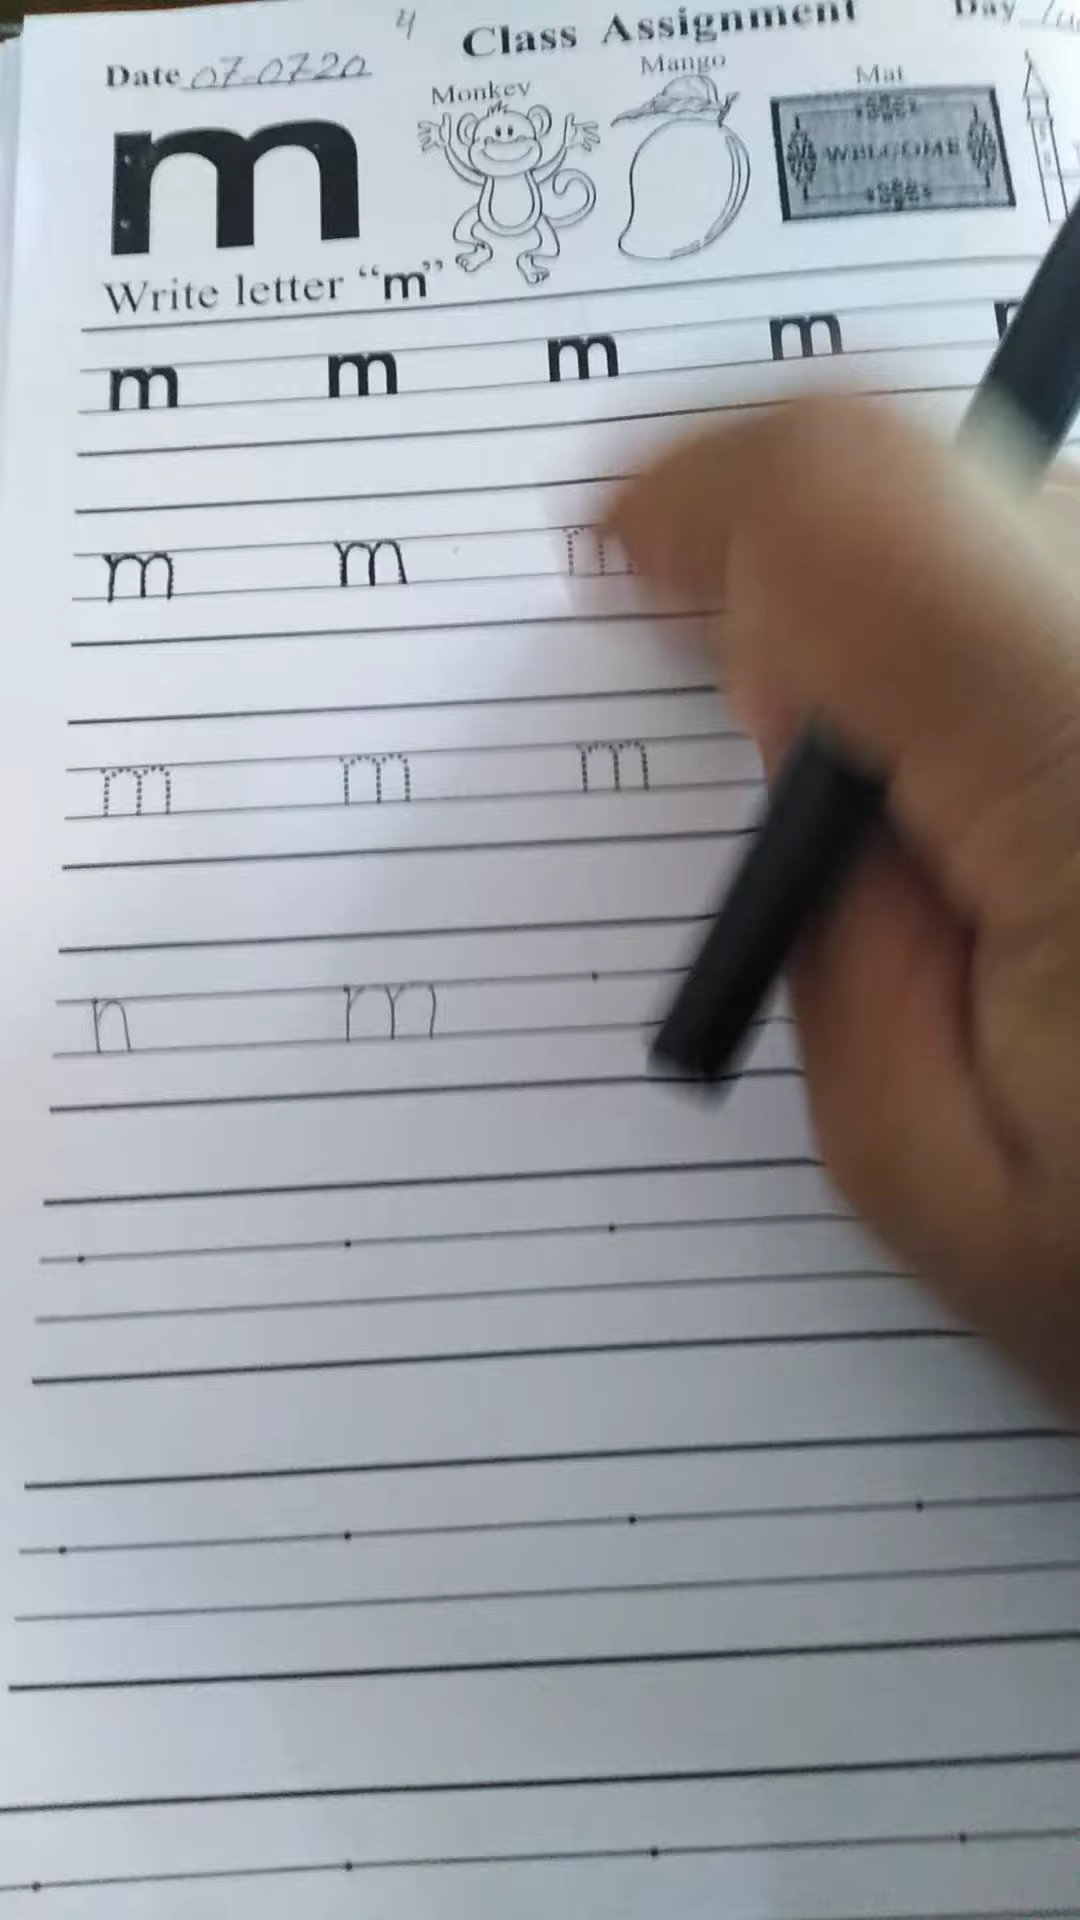 4
Class Assignment Day
Date 07-07-20
Monkey Mango Mat
m
WELCOME
Write letter "m"
m m m m
m m m
m m m
n m